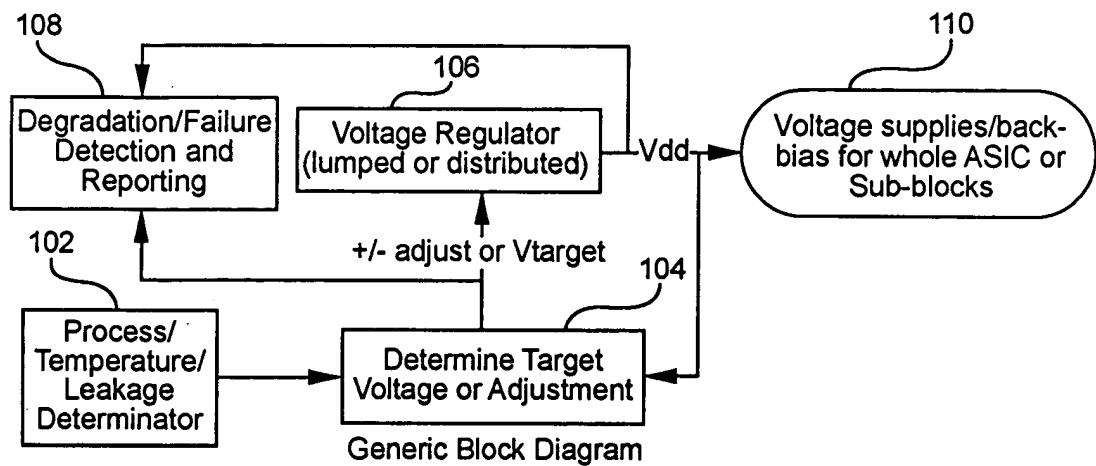 108
Degradation/Failure
Detection and
Reporting
106
Voltage Regulator
(lumped or distributed)
Vdd
110
Voltage supplies/back-
bias for whole ASIC or
Sub-blocks
+/- adjust or Vtarget
102
Process/
Temperature/
Leakage
Determinator
104
Determine Target
Voltage or Adjustment
Generic Block Diagram